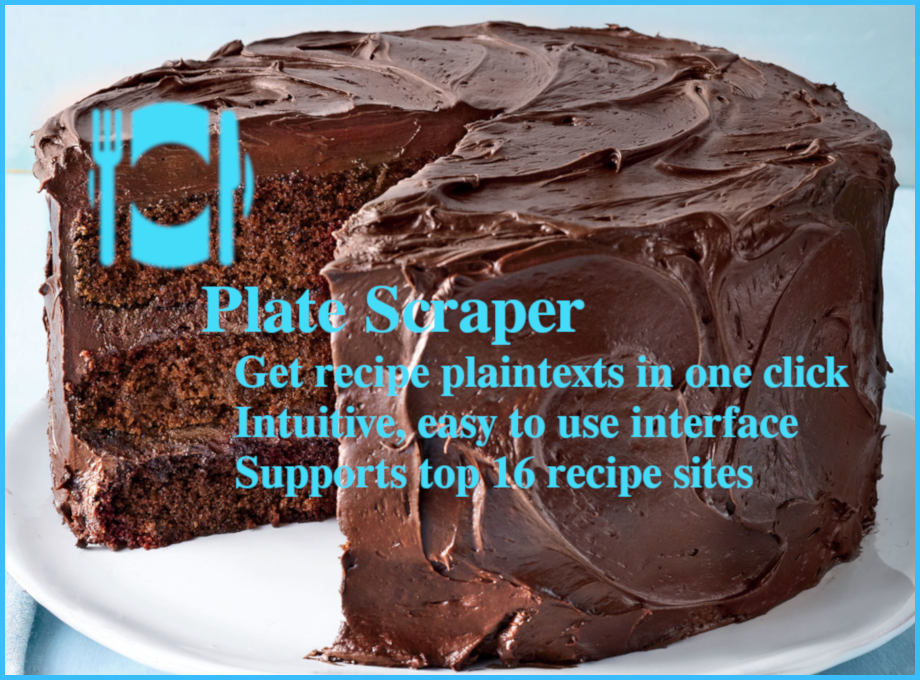 Plate Scraper
Get recipe plaintexts in one click
Intuitive, easy to use interface
Supports top 16 recipe sites